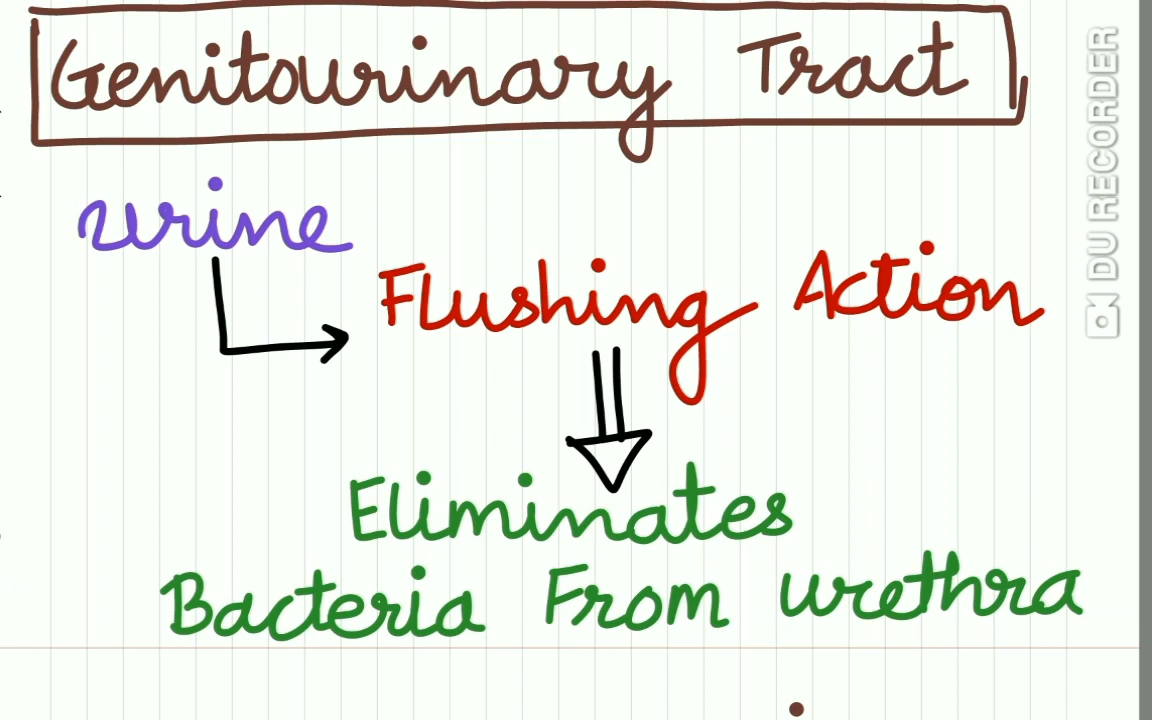 Genitourinary Tract
urine
Flushing Action
Eliminates
Bacteria From urethra
DU RECORDER